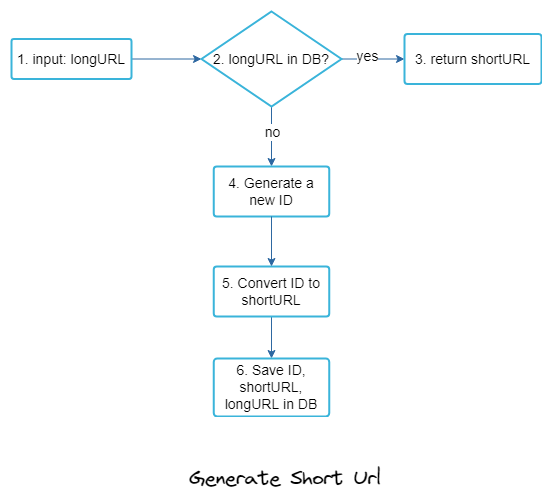 1. input: longURL
2. longURL in DB?
yes
3. return shortURL
no
4. Generate a
new ID
5. Convert ID to
shortURL
6. Save ID,
shortURL,
longURL in DB
Generate Short Url